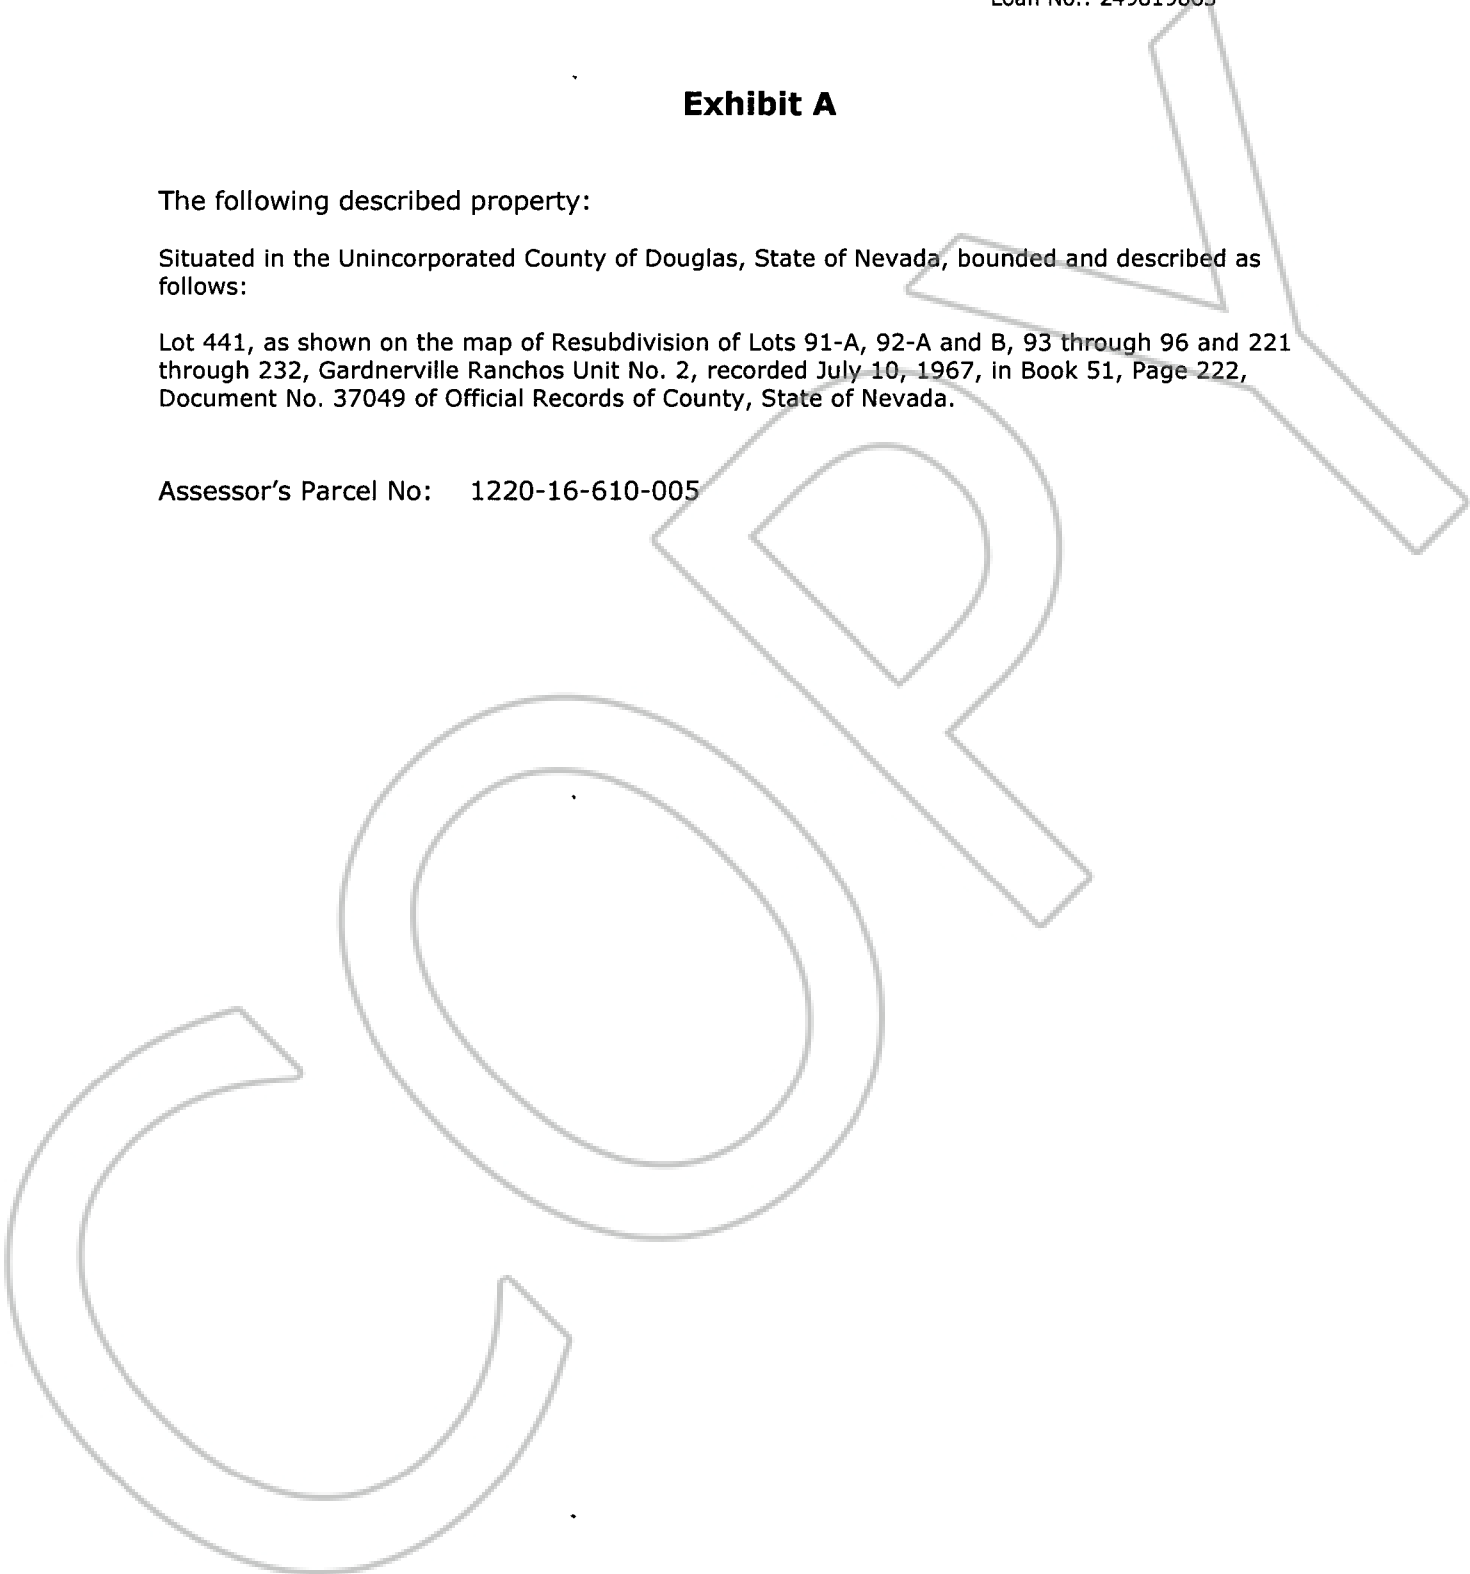 Exhibit A
The following described property:
Situated in the Unincorporated County of Douglas, State of Nevada, bounded and described as
follows:
Lot 441, as shown on the map of Resubdivision of Lots 91-A, 92-A and B, 93 through 96 and 221
through 232, Gardnerville Ranchos Unit No. 2, recorded July 10, 1967, in Book 51, Page 222,
Document No. 37049 of Official Records of County, State of Nevada.
Assessor’s Parcel No: 1220-16-610-005
COPY